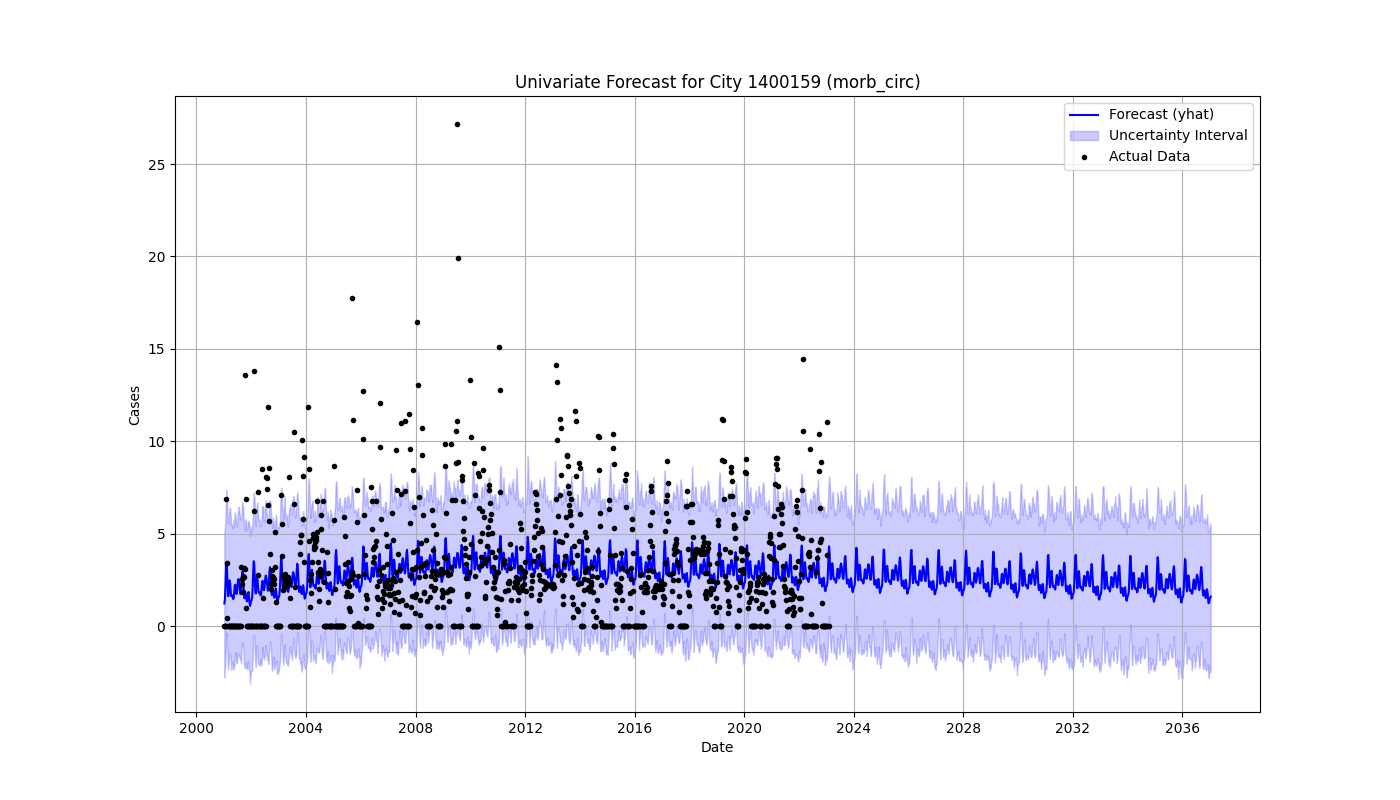 Univariate Forecast for City 1400159 (morb_circ)
Forecast (yhat)
Uncertainty Interval
Actual Data
Cases
25
20
15
10
5
0
2000 2004 2008 2012 2016 2020 2024 2028 2032 2036
Date